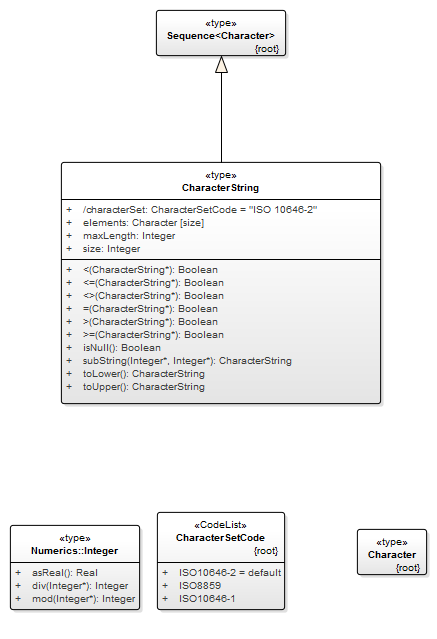 «type»
Sequence<Character>
{root}
«type»
CharacterString
+ /characterSet: CharacterSetCode = "ISO 10646-2"
+ elements: Character [size]
+ maxLength: Integer
+ size: Integer
+ <(CharacterString*): Boolean
+ <=(CharacterString*): Boolean
+ <>(CharacterString*): Boolean
+ =(CharacterString*): Boolean
+ >(CharacterString*): Boolean
+ >=(CharacterString*): Boolean
+ isNull(): Boolean
+ subString(Integer*, Integer*): CharacterString
+ toLower(): CharacterString
+ toUpper(): CharacterString
«type»
Numerics::Integer
+ asReal(): Real
+ div(Integer*): Integer
+ mod(Integer*): Integer
«CodeList»
CharacterSetCode
{root}
+ ISO10646-2 = default
+ ISO8859
+ ISO10646-1
«type»
Character
{root}